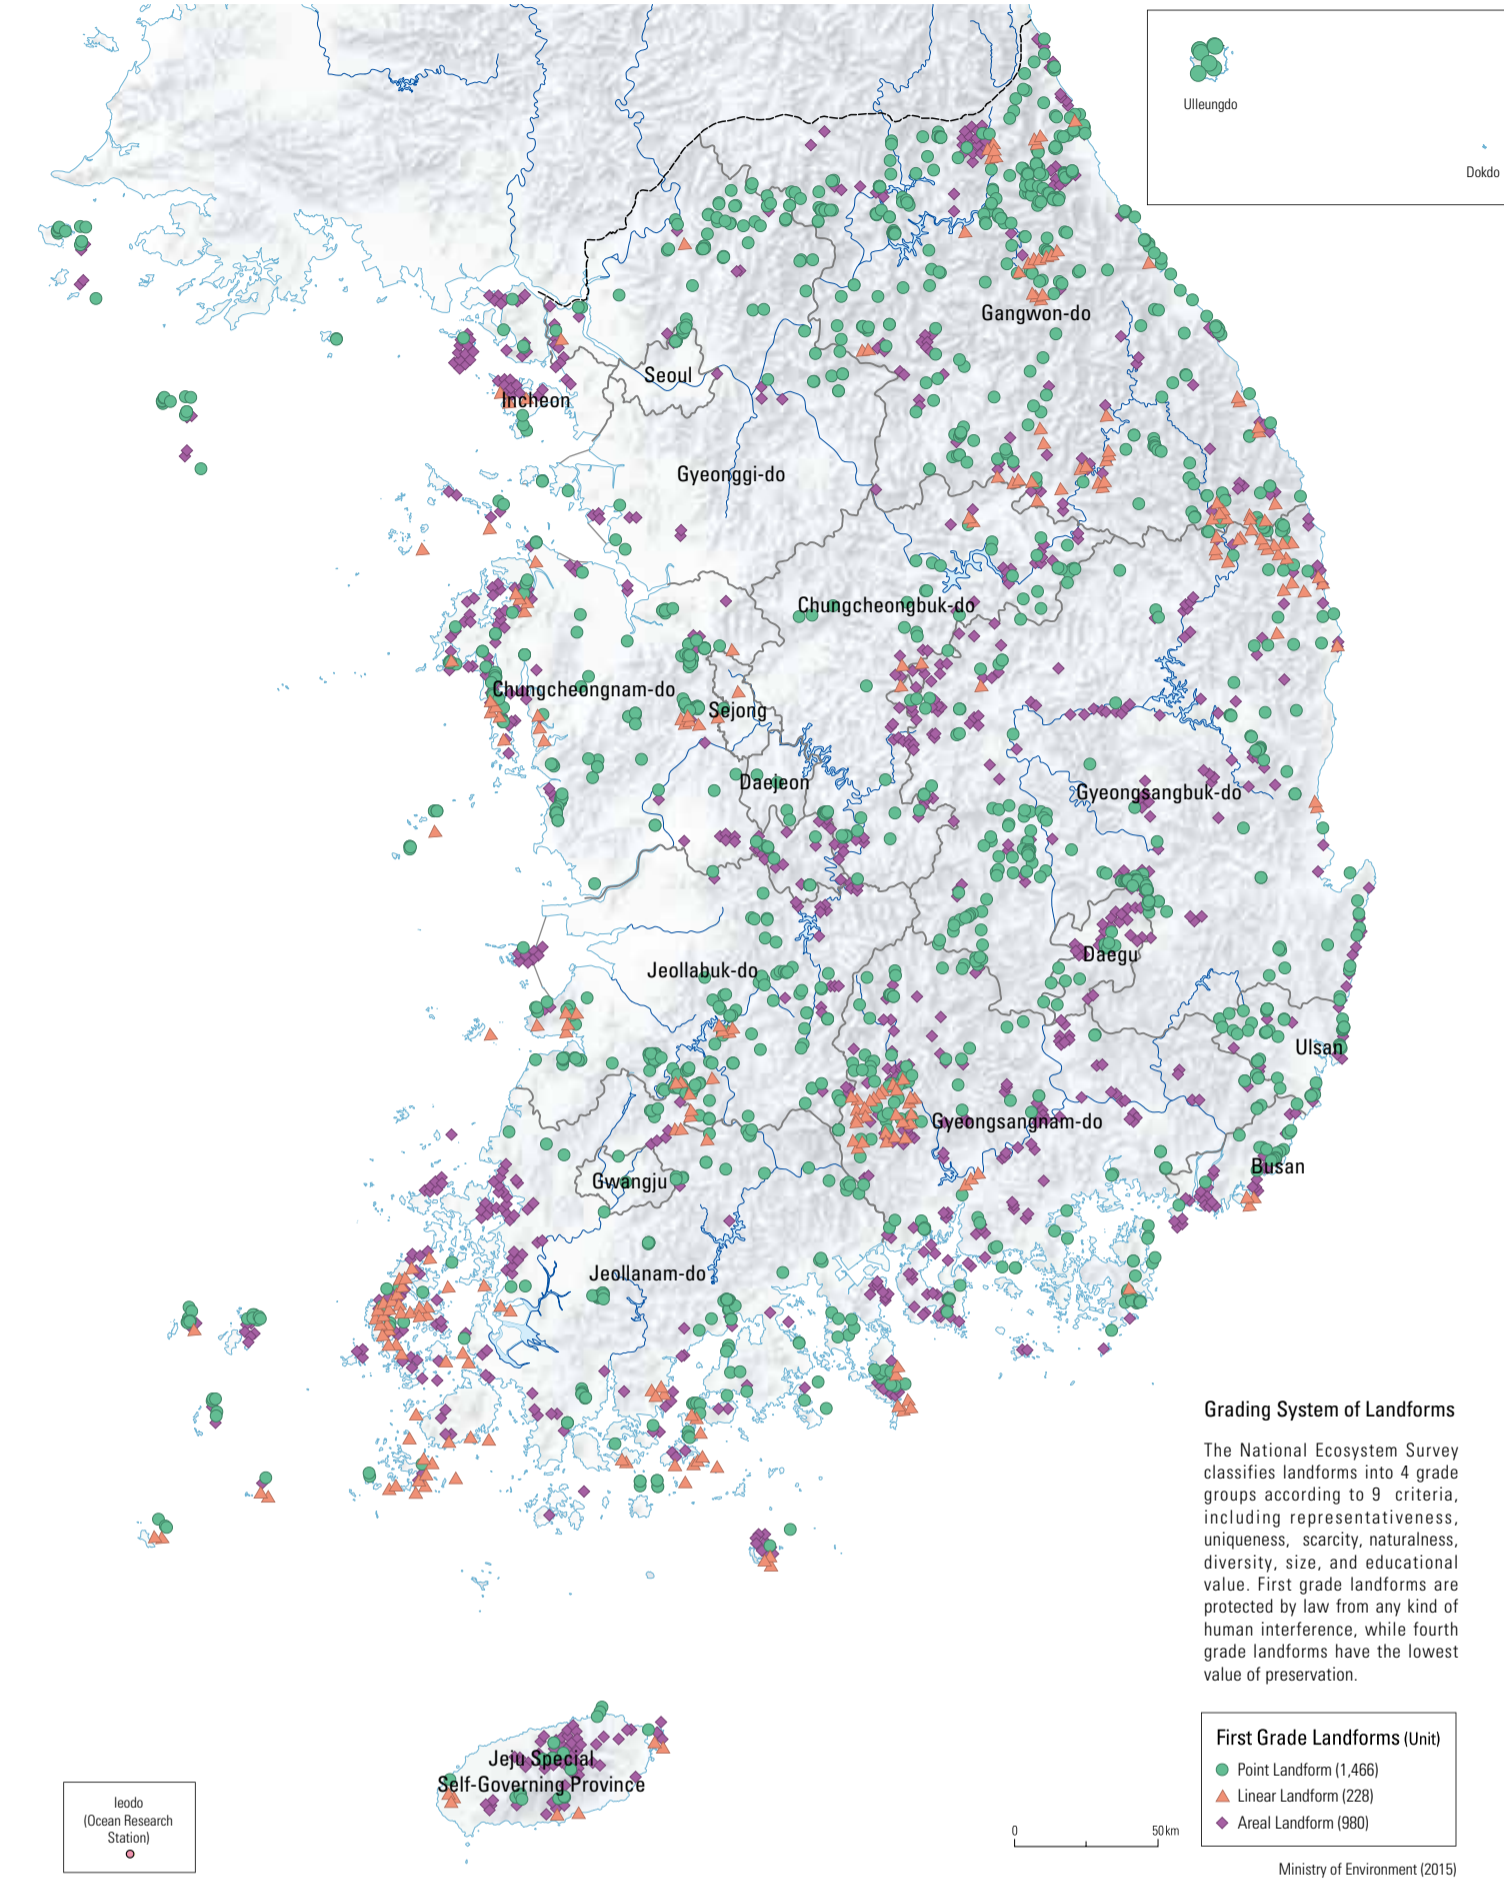 Ulleungdo
Dokdo
Gangwon-do
Seoul
Incheon
Gyeonggi-do
Chungcheongbuk-do
Chungcheongnam-do
Sejong
Daejeon
Gyeongsangbuk-do
Daegu
Jeollabuk-do
Ulsan
Gyeongsangnam-do
Busan
Gwangju
Jeollanam-do
Grading System of Landforms
The National Ecosystem Survey
classifies landforms into 4 grade
groups according to 9 criteria,
including representativeness,
uniqueness, scarcity, naturalness,
diversity, size, and educational
value. First grade landforms are
protected by law from any kind of
human interference, while fourth
grade landforms have the lowest
value of preservation.
Jeju Special
Self-Governing Province
Ieodo
(Ocean Research
Station)
0 50km
First Grade Landforms (Unit)
Point Landform (1,466)
Linear Landform (228)
Areal Landform (980)
Ministry of Environment (2015)